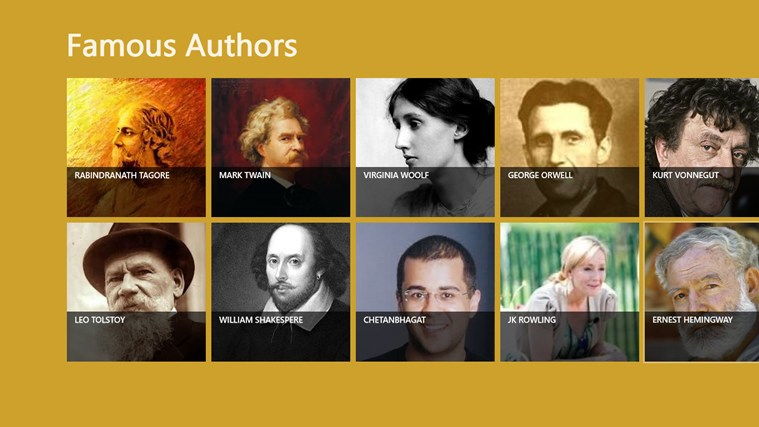 Famous Authors
RABINDRANATH TAGORE
MARK TWAIN
VIRGINIA WOOLF
GEORGE ORWELL
KURT VONNEGUT
LEO TOLSTOY
WILLIAM SHAKESPERE
CHETANBHAGAT
JK ROWLING
ERNEST HEMINGWAY